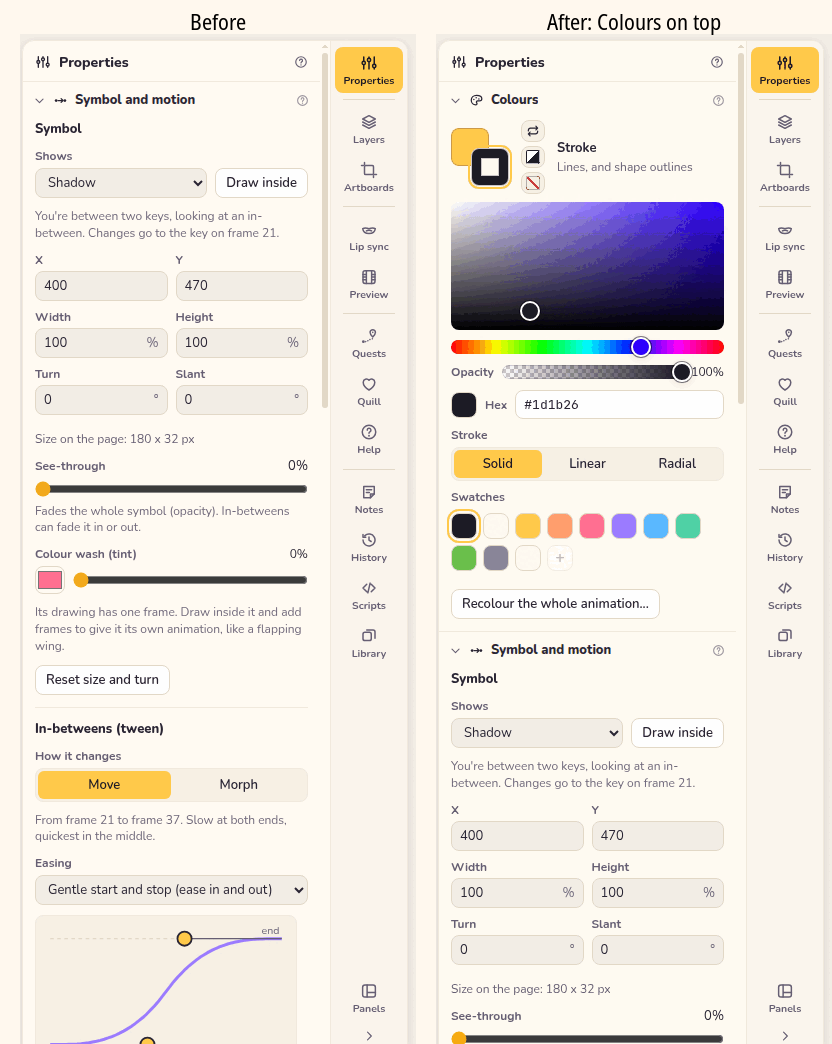 Before
Properties
Symbol and motion
Symbol
Shows
Shadow
Draw inside
You're between two keys, looking at an in-
between. Changes go to the key on frame 21.
X
Y
400
470
Width
Height
100 %
100 %
Turn
Slant
0 °
0 °
Size on the page: 180 x 32 px
See-through
0%
Fades the whole symbol (opacity). In-betweens
can fade it in or out.
Colour wash (tint)
0%
Its drawing has one frame. Draw inside it and add
frames to give it its own animation, like a flapping
wing.
Reset size and turn
In-betweens (tween)
How it changes
Move
Morph
From frame 21 to frame 37. Slow at both ends,
quickest in the middle.
Easing
Gentle start and stop (ease in and out)
end
Properties
Layers
Artboards
Lip sync
Preview
Quests
Quill
Help
Notes
History
Scripts
Library
Panels
After: Colours on top
Properties
Colours
Stroke
Lines, and shape outlines
Opacity
100%
Hex
#1d1b26
Stroke
Solid
Linear
Radial
Swatches
+
Recolour the whole animation...
Symbol and motion
Symbol
Shows
Shadow
Draw inside
You're between two keys, looking at an in-
between. Changes go to the key on frame 21.
X
Y
400
470
Width
Height
100 %
100 %
Turn
Slant
0 °
0 °
Size on the page: 180 x 32 px
See-through
0%
Properties
Layers
Artboards
Lip sync
Preview
Quests
Quill
Help
Notes
History
Scripts
Library
Panels